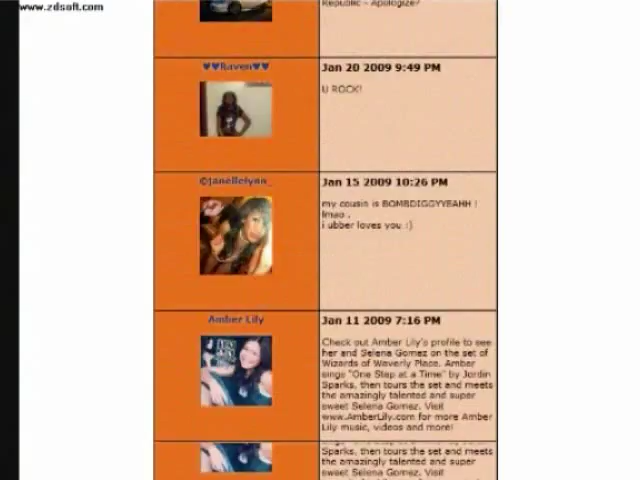 www.zdsoft.com
Republic - Apologize?
♥♥Raven♥♥
Jan 20 2009 9:49 PM
U ROCK!
©Janellelynn_
Jan 15 2009 10:26 PM
my cousin is BOMBDIGGYYEAHH !
lmao .
i ubber loves you :)
Amber Lily
Jan 11 2009 7:16 PM
Check out Amber Lily's profile to see
her and Selena Gomez on the set of
Wizards of Waverly Place. Amber
sings "One Step at a Time" by Jordin
Sparks, then tours the set and meets
the amazingly talented and super
sweet Selena Gomez. Visit
www.AmberLily.com for more Amber
Lily music, videos and more!
Sparks, then tours the set and meets
the amazingly talented and super
sweet Selena Gomez. Visit